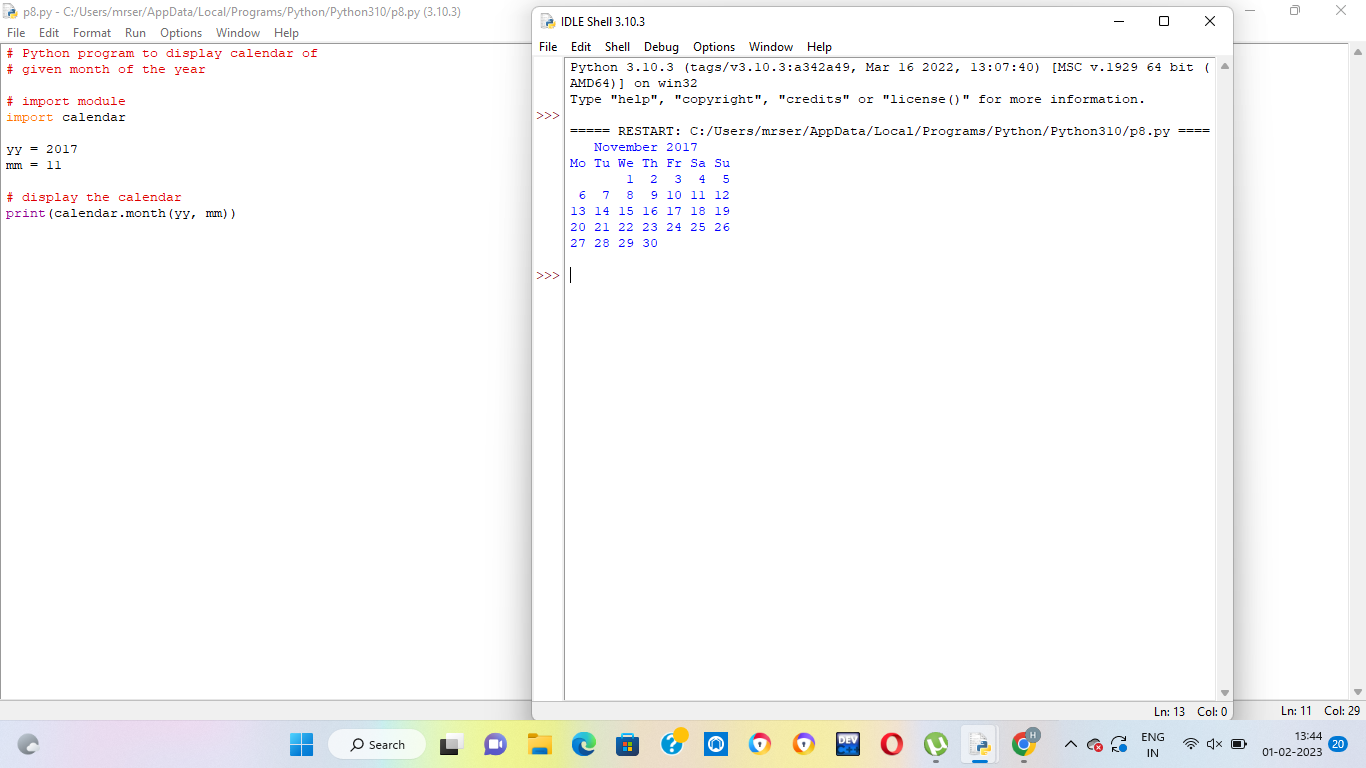 p8.py - C:/Users/mrser/AppData/Local/Programs/Python/Python310/p8.py (3.10.3)
File Edit Format Run Options Window Help
# Python program to display calendar of
# given month of the year
# import module
import calendar
yy = 2017
mm = 11
# display the calendar
print(calendar.month(yy, mm))
IDLE Shell 3.10.3
File Edit Shell Debug Options Window Help
Python 3.10.3 (tags/v3.10.3:a342a49, Mar 16 2022, 13:07:40) [MSC v.1929 64 bit (
AMD64)] on win32
Type "help", "copyright", "credits" or "license()" for more information.
>>>
===== RESTART: C:/Users/mrser/AppData/Local/Programs/Python/Python310/p8.py ====
   November 2017
Mo Tu We Th Fr Sa Su
       1  2  3  4  5
 6  7  8  9 10 11 12
13 14 15 16 17 18 19
20 21 22 23 24 25 26
27 28 29 30
>>>
Ln: 13 Col: 0
Ln: 11 Col: 29
Search
DEV
C++
H
ENG
IN
13:44
01-02-2023
20